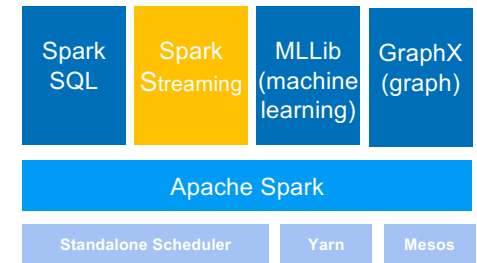 Spark
SQL
Spark
Streaming
MLLib
(machine
learning)
GraphX
(graph)
Apache Spark
Standalone Scheduler
Yarn
Mesos